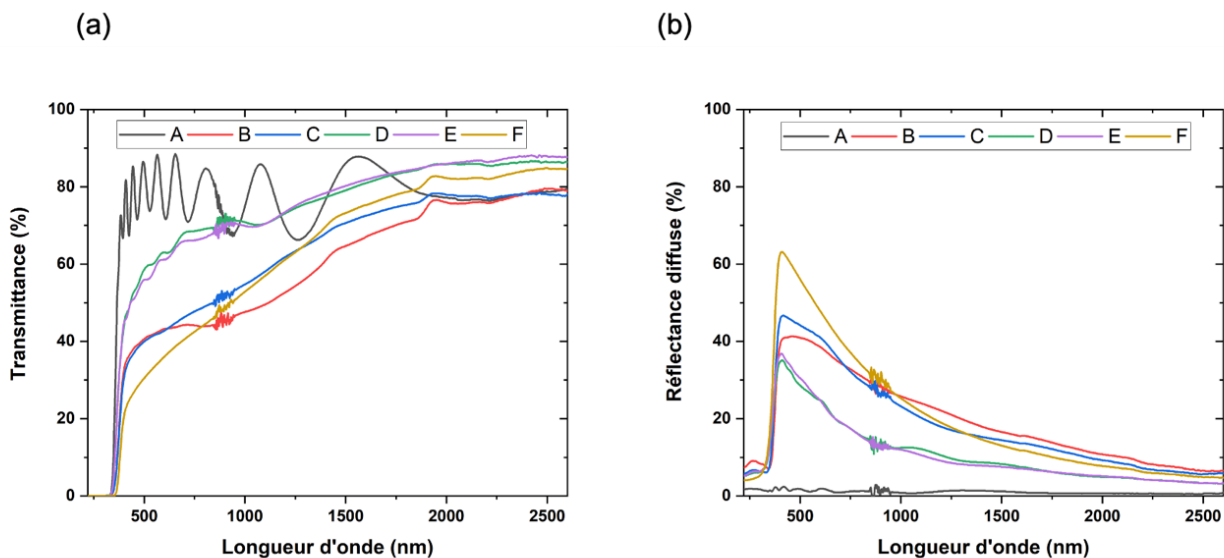 (a)
(b)
100
80
60
40
20
0
Transmittance (%)
A B C D E F
500 1000 1500 2000 2500
Longueur d'onde (nm)
100
80
60
40
20
0
Réflectance diffuse (%)
A B C D E F
500 1000 1500 2000 2500
Longueur d'onde (nm)